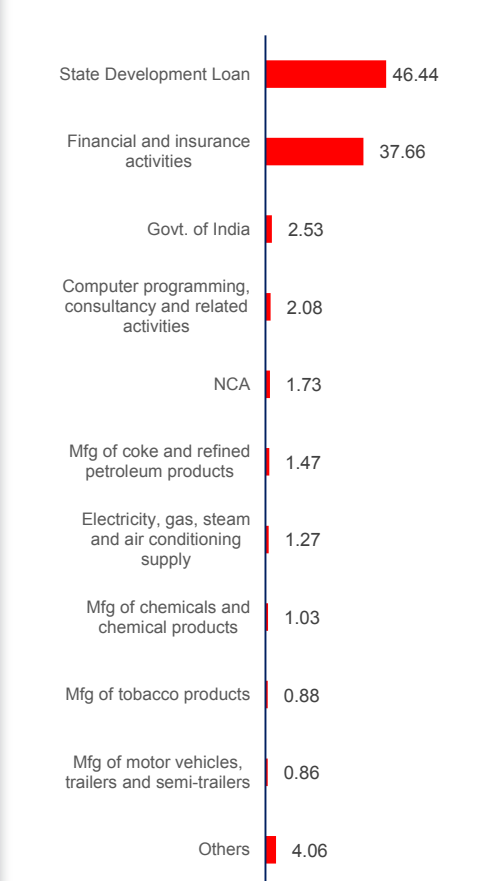 State Development Loan 46.44
Financial and insurance
activities
37.66
Govt. of India 2.53
Computer programming,
consultancy and related
activities
2.08
NCA 1.73
Mfg of coke and refined
petroleum products
1.47
Electricity, gas, steam
and air conditioning
supply
1.27
Mfg of chemicals and
chemical products
1.03
Mfg of tobacco products 0.88
Mfg of motor vehicles,
trailers and semi-trailers
0.86
Others 4.06